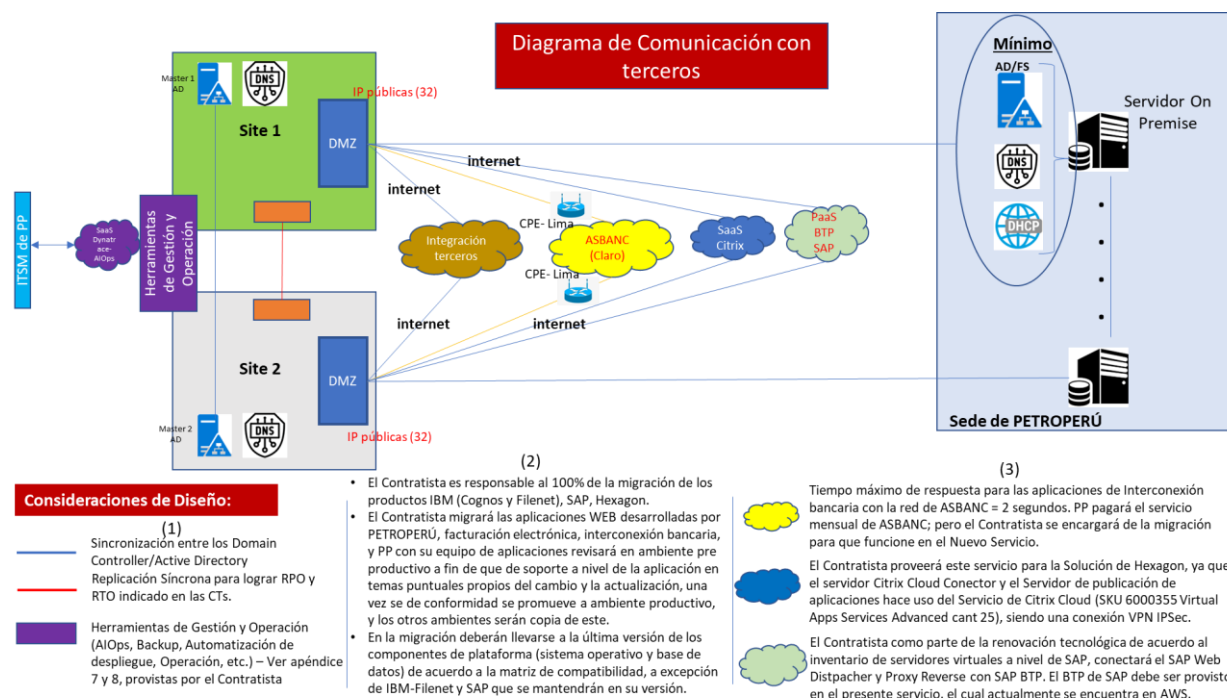 Diagrama de Comunicación con
terceros
Master 1
AD
DNS
IP públicas (32)
Site 1
DMZ
internet
internet
ITSM de PP
SaaS
Dynatr
ace-
AIOps
Herramientas
de Gestión y
Operación
CPE- Lima
Integración
terceros
ASBANC
(Claro)
SaaS
Citrix
PaaS
BTP
SAP
CPE- Lima
internet
internet
Site 2
DMZ
Master 2
AD
DNS
IP públicas (32)
Mínimo
AD/FS
DNS
DHCP
Servidor On
Premise
Sede de PETROPERÚ
Consideraciones de Diseño:
(1)
Sincronización entre los Domain
Controller/Active Directory
Replicación Síncrona para lograr RPO y
RTO indicado en las CTs.
Herramientas de Gestión y Operación
(AIOps, Backup, Automatización de
despliegue, Operación, etc.) – Ver apéndice
7 y 8, provistas por el Contratista
(2)
• El Contratista es responsable al 100% de la migración de los
productos IBM (Cognos y Filenet), SAP, Hexagon.
• El Contratista migrará las aplicaciones WEB desarrolladas por
PETROPERÚ, facturación electrónica, interconexión bancaria,
y PP con su equipo de aplicaciones revisará en ambiente pre
productivo a fin de que de soporte a nivel de la aplicación en
temas puntuales propios del cambio y la actualización, una
vez se de conformidad se promueve a ambiente productivo,
y los otros ambientes serán copia de este.
• En la migración deberán llevarse a la última versión de los
componentes de plataforma (sistema operativo y base de
datos) de acuerdo a la matriz de compatibilidad, a excepción
de IBM-Filenet y SAP que se mantendrán en su versión.
(3)
Tiempo máximo de respuesta para las aplicaciones de Interconexión
bancaria con la red de ASBANC = 2 segundos. PP pagará el servicio
mensual de ASBANC; pero el Contratista se encargará de la migración
para que funcione en el Nuevo Servicio.
El Contratista proveerá este servicio para la Solución de Hexagon, ya que
el servidor Citrix Cloud Conector y el Servidor de publicación de
aplicaciones hace uso del Servicio de Citrix Cloud (SKU 6000355 Virtual
Apps Services Advanced cant 25), siendo una conexión VPN IPSec.
El Contratista como parte de la renovación tecnológica de acuerdo al
inventario de servidores virtuales a nivel de SAP, conectará el SAP Web
Distpacher y Proxy Reverse con SAP BTP. El BTP de SAP debe ser provisto
en el presente servicio, el cual actualmente se encuentra en AWS.